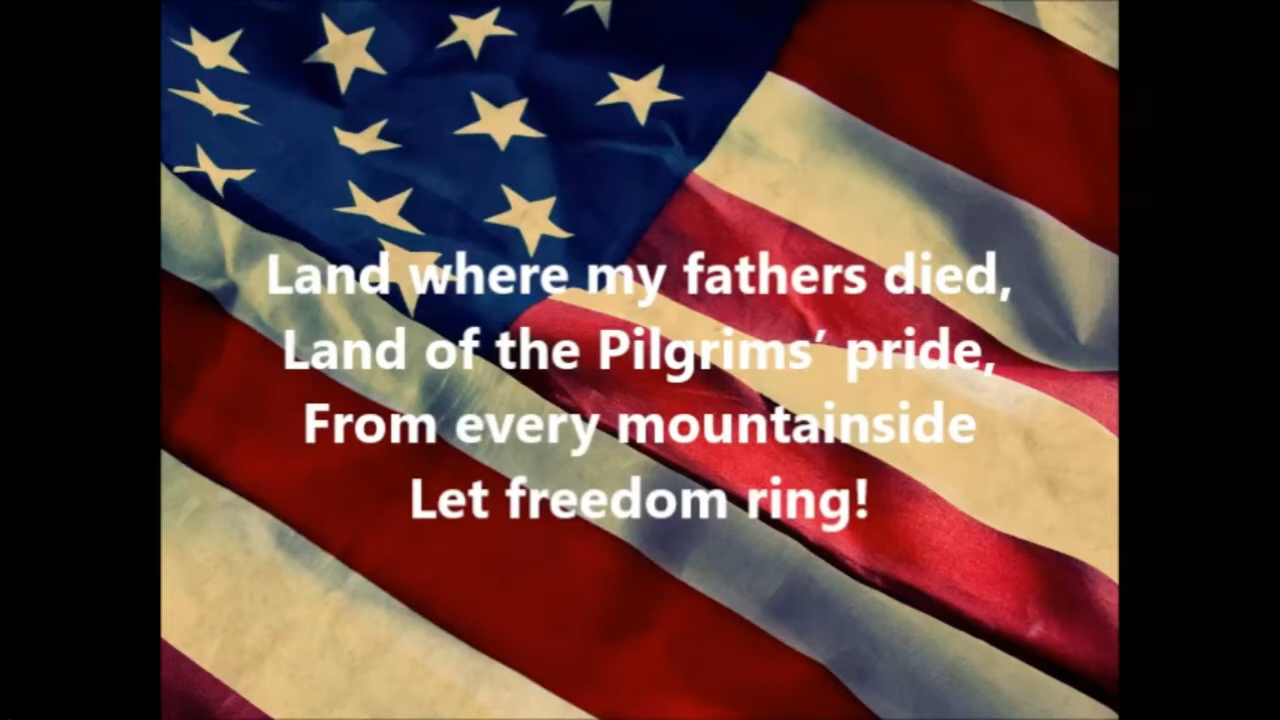 Land where my fathers died,
Land of the Pilgrims’ pride,
From every mountainside
Let freedom ring!